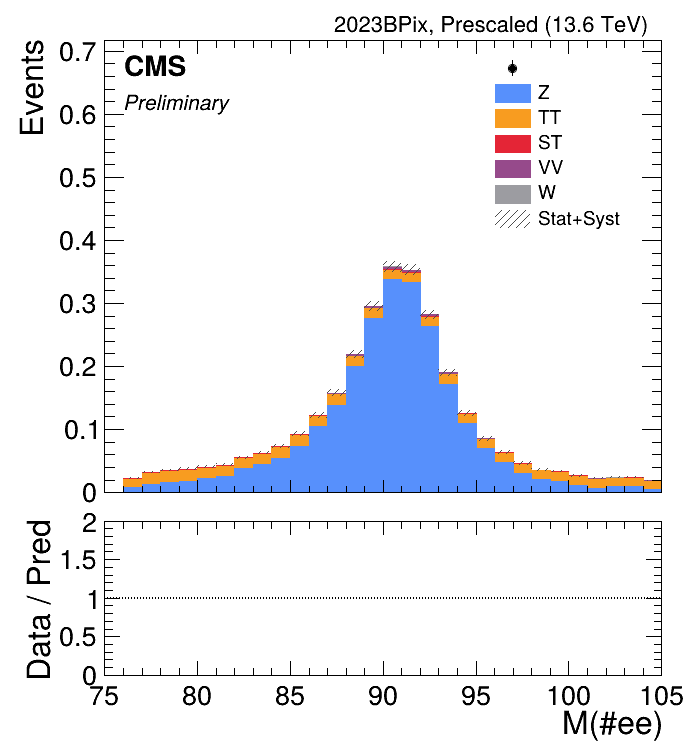 2023BPix, Prescaled (13.6 TeV)
CMS
Preliminary
Events
0.7
0.6
0.5
0.4
0.3
0.2
0.1
0
Z
TT
ST
VV
W
Stat+Syst
Data / Pred
2
1.5
1
0.5
0
75 80 85 90 95 100 105
M(#ee)